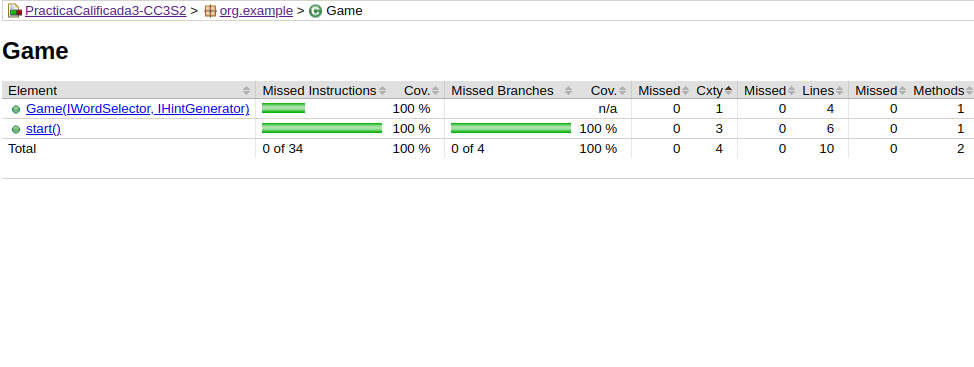 PracticaCalificada3-CC3S2 > org.example > Game
Game
Element Missed Instructions Cov. Missed Branches Cov. Missed Cxty Missed Lines Missed Methods
Game(IWordSelector, IHintGenerator) 100 % n/a 0 1 0 4 0 1
start() 100 % 100 % 0 3 0 6 0 1
Total 0 of 34 100 % 0 of 4 100 % 0 4 0 10 0 2